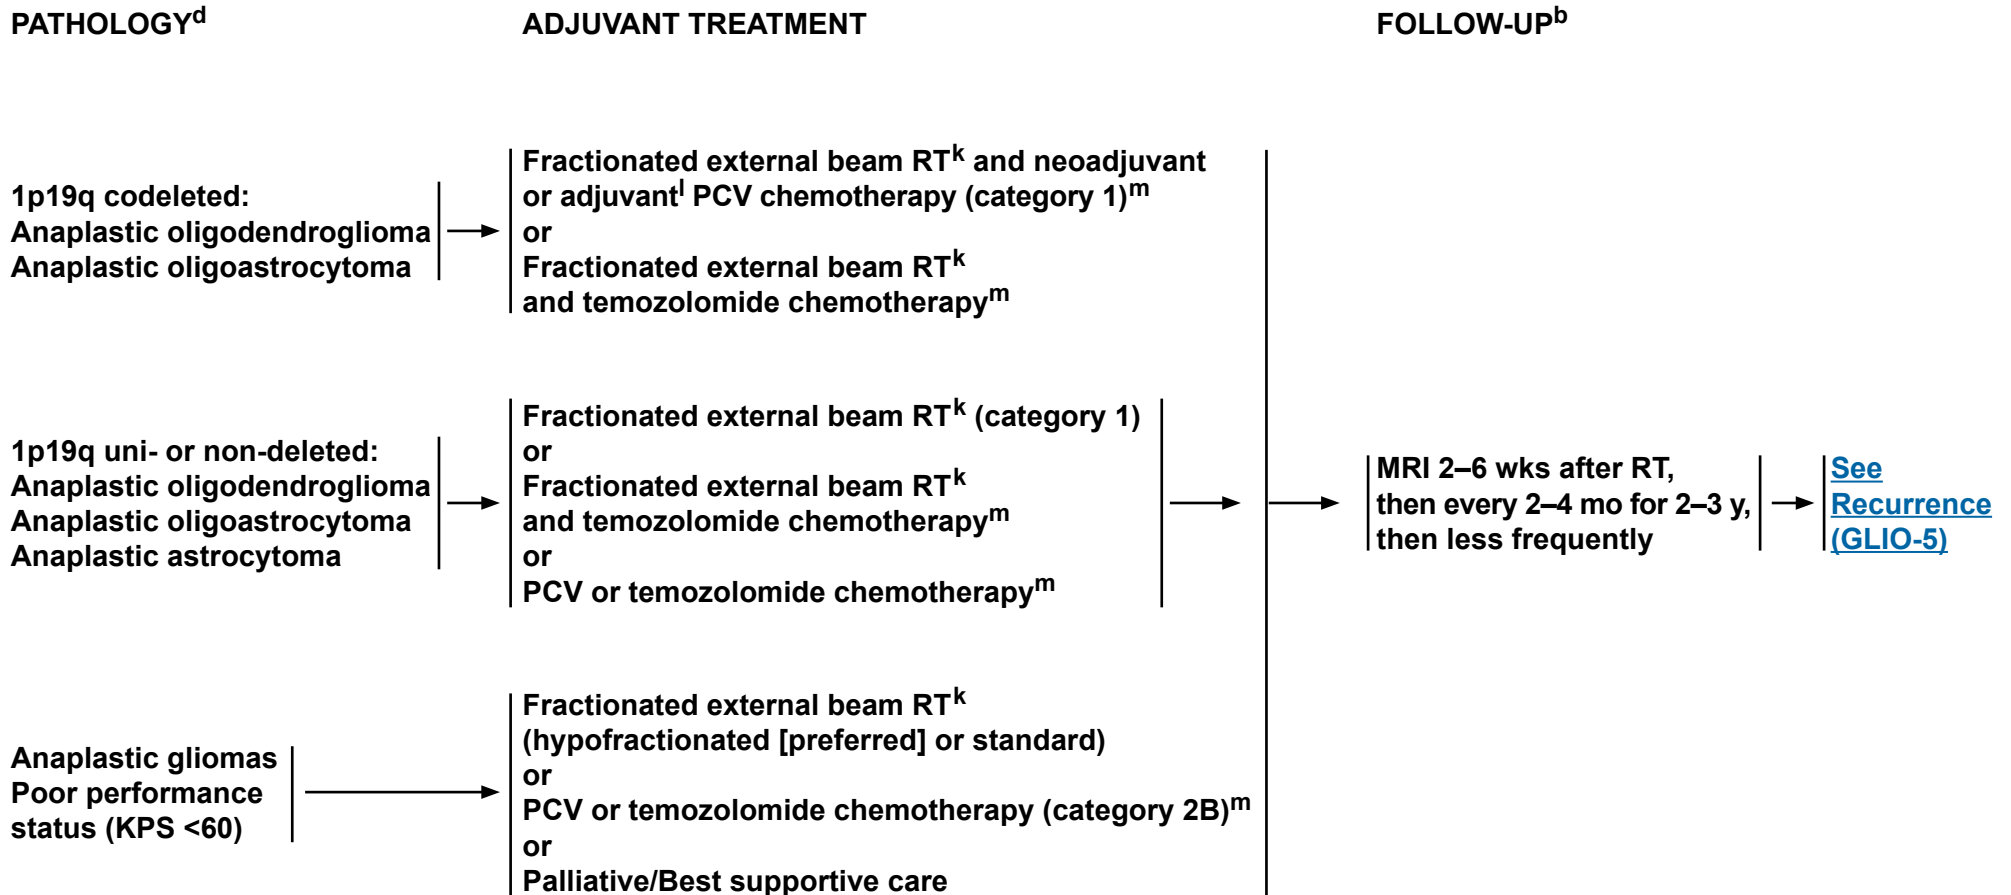 PATHOLOGYd
ADJUVANT TREATMENT
FOLLOW-UPb
1p19q codeleted:
Anaplastic oligodendroglioma
Anaplastic oligoastrocytoma
Fractionated external beam RTk and neoadjuvant
or adjuvantl PCV chemotherapy (category 1)m
or
Fractionated external beam RTk
and temozolomide chemotherapym
1p19q uni- or non-deleted:
Anaplastic oligodendroglioma
Anaplastic oligoastrocytoma
Anaplastic astrocytoma
Fractionated external beam RTk (category 1)
or
Fractionated external beam RTk
and temozolomide chemotherapym
or
PCV or temozolomide chemotherapym
Anaplastic gliomas
Poor performance
status (KPS <60)
Fractionated external beam RTk
(hypofractionated [preferred] or standard)
or
PCV or temozolomide chemotherapy (category 2B)m
or
Palliative/Best supportive care
MRI 2–6 wks after RT,
then every 2–4 mo for 2–3 y,
then less frequently
See
Recurrence
(GLIO-5)